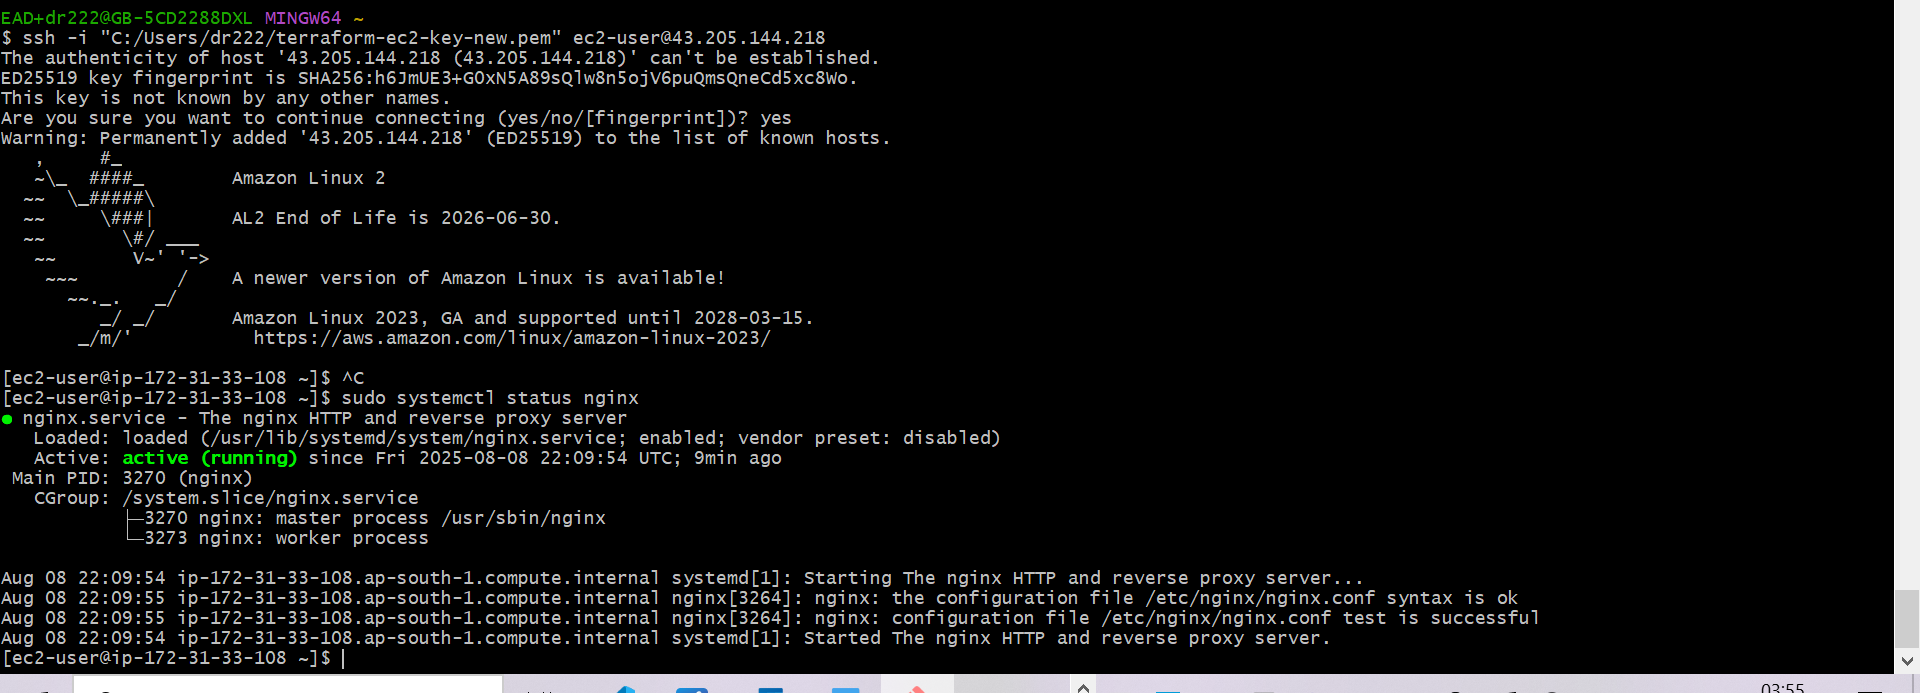 EAD+dr222@GB-5CD2288DXL MINGW64 ~
$ ssh -i "C:/Users/dr222/terraform-ec2-key-new.pem" ec2-user@43.205.144.218
The authenticity of host '43.205.144.218 (43.205.144.218)' can't be established.
ED25519 key fingerprint is SHA256:h6JmUE3+G0xN5A89sQlw8n5ojV6puQmsQneCd5xc8Wo.
This key is not known by any other names.
Are you sure you want to continue connecting (yes/no/[fingerprint])? yes
Warning: Permanently added '43.205.144.218' (ED25519) to the list of known hosts.
   ,     #_
   ~\_  ####_        Amazon Linux 2
  ~~  \_#####\
  ~~     \###|       AL2 End of Life is 2026-06-30.
  ~~       \#/ ___
   ~~       V~' '->
    ~~~         /    A newer version of Amazon Linux is available!
      ~~._.   _/
         _/ _/       Amazon Linux 2023, GA and supported until 2028-03-15.
       _/m/'           https://aws.amazon.com/linux/amazon-linux-2023/
[ec2-user@ip-172-31-33-108 ~]$ ^C
[ec2-user@ip-172-31-33-108 ~]$ sudo systemctl status nginx
● nginx.service - The nginx HTTP and reverse proxy server
   Loaded: loaded (/usr/lib/systemd/system/nginx.service; enabled; vendor preset: disabled)
   Active: active (running) since Fri 2025-08-08 22:09:54 UTC; 9min ago
 Main PID: 3270 (nginx)
   CGroup: /system.slice/nginx.service
           ├─3270 nginx: master process /usr/sbin/nginx
           └─3273 nginx: worker process
Aug 08 22:09:54 ip-172-31-33-108.ap-south-1.compute.internal systemd[1]: Starting The nginx HTTP and reverse proxy server...
Aug 08 22:09:55 ip-172-31-33-108.ap-south-1.compute.internal nginx[3264]: nginx: the configuration file /etc/nginx/nginx.conf syntax is ok
Aug 08 22:09:55 ip-172-31-33-108.ap-south-1.compute.internal nginx[3264]: nginx: configuration file /etc/nginx/nginx.conf test is successful
Aug 08 22:09:54 ip-172-31-33-108.ap-south-1.compute.internal systemd[1]: Started The nginx HTTP and reverse proxy server.
[ec2-user@ip-172-31-33-108 ~]$
03:55